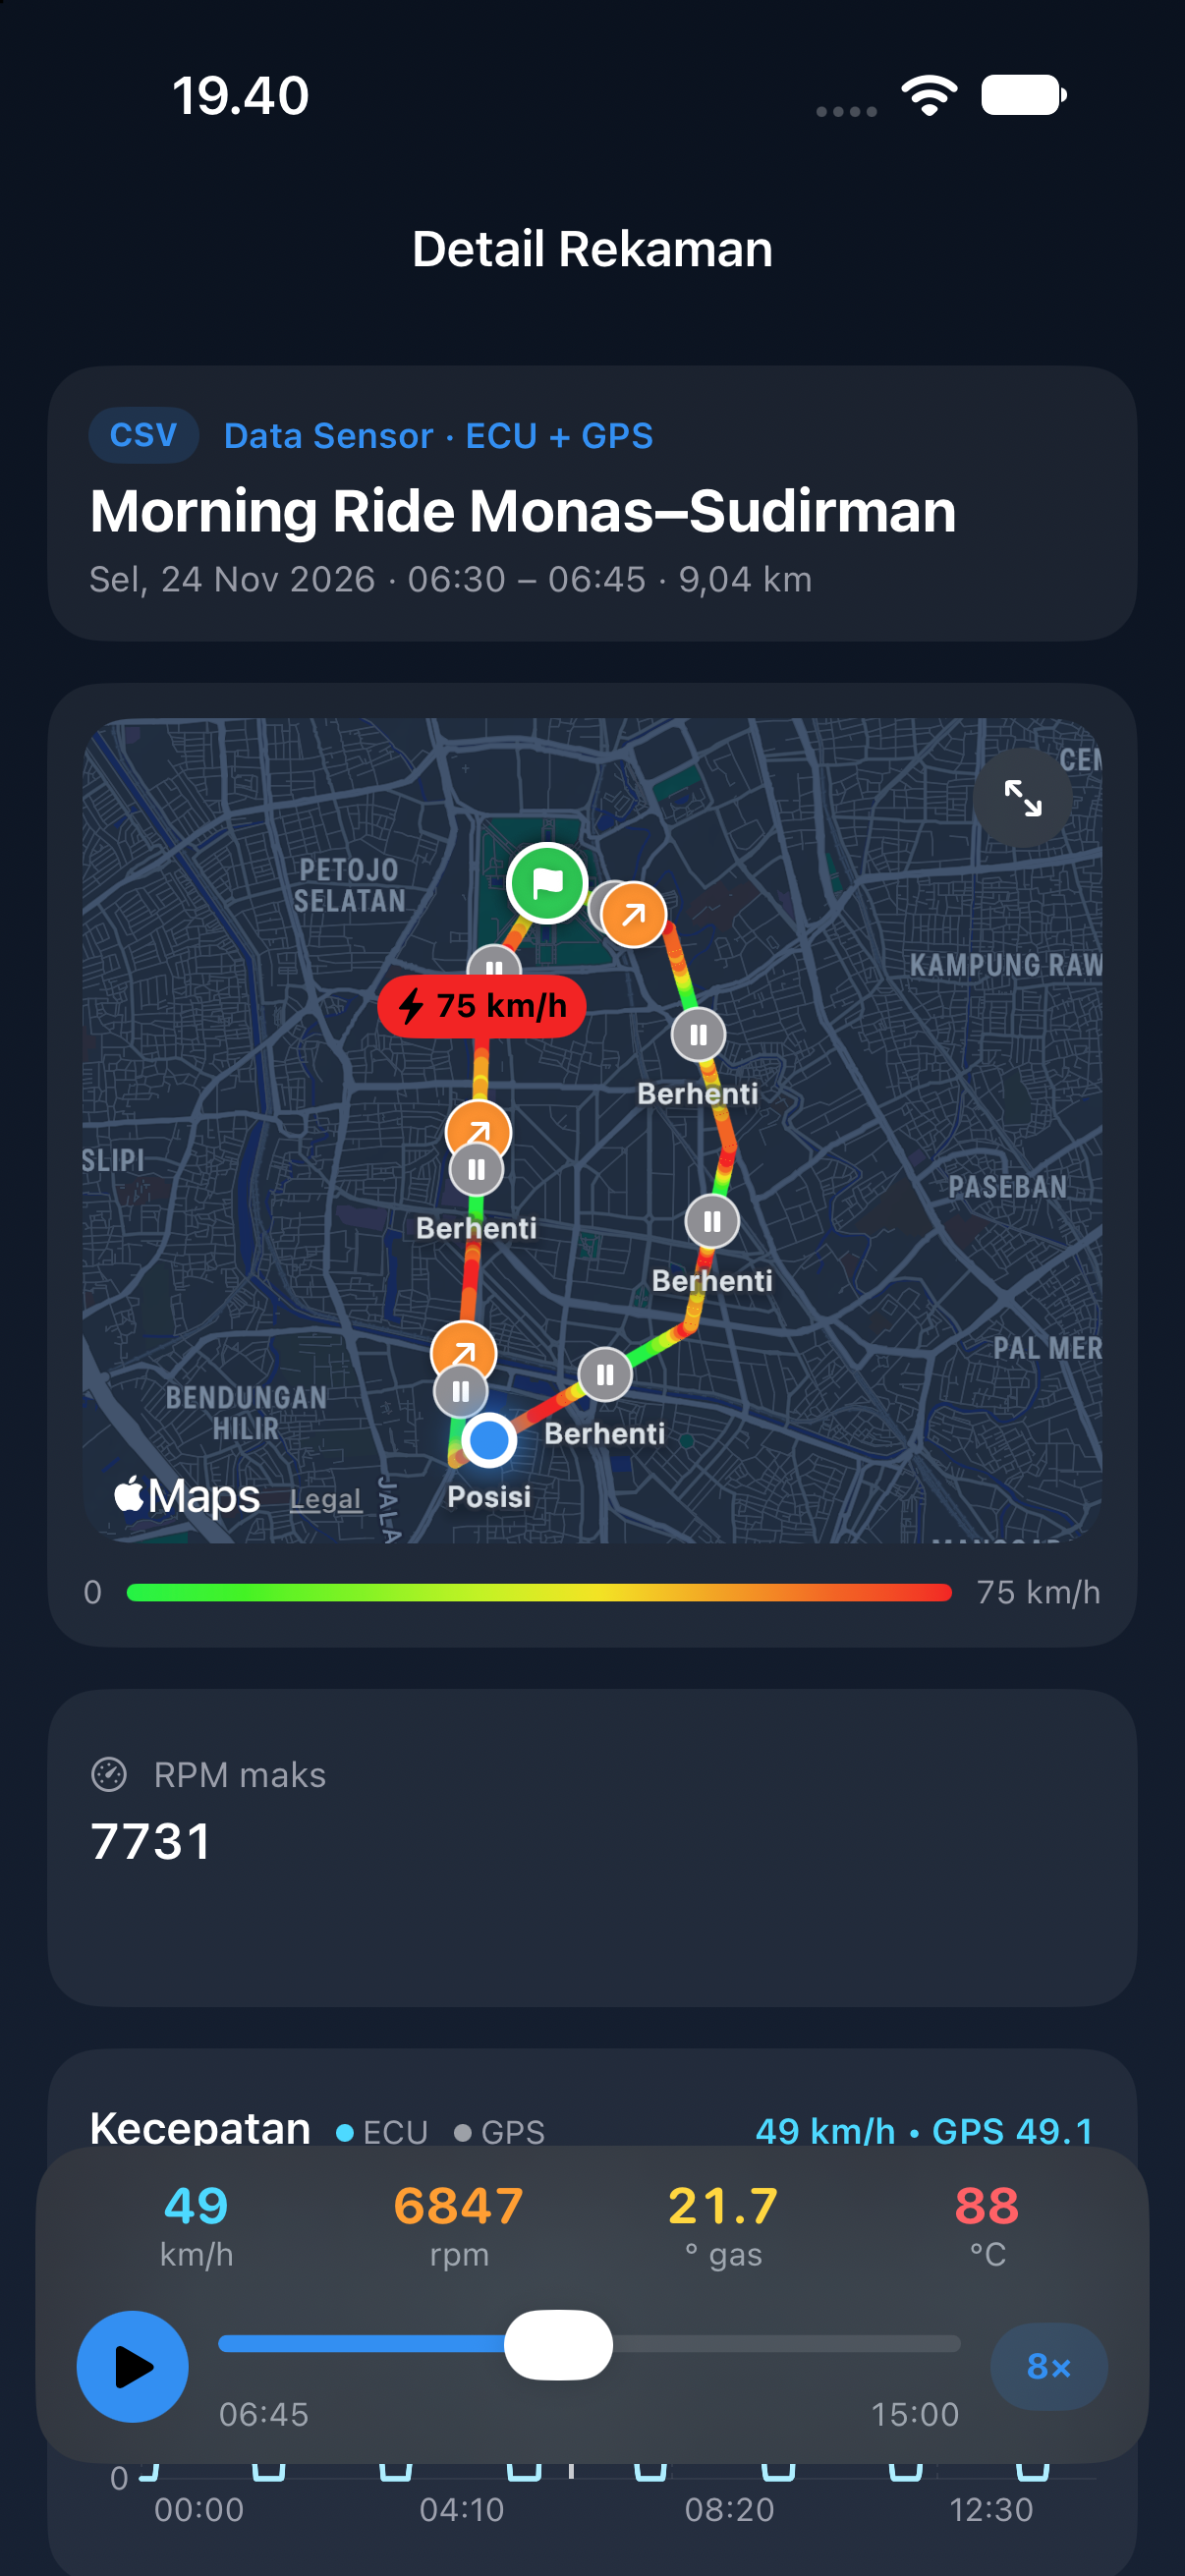 19.40
Detail Rekaman
CSV Data Sensor · ECU + GPS
Morning Ride Monas–Sudirman
Sel, 24 Nov 2026 · 06:30 – 06:45 · 9,04 km
PETOJO
SELATAN
KAMPUNG RAW
75 km/h
Berhenti
SLIPI
PASEBAN
Berhenti
Berhenti
PAL MER
BENDUNGAN
HILIR
Berhenti
Maps
Legal
JALA
Posisi
0
75 km/h
RPM maks
7731
Kecepatan
ECU
GPS
49 km/h • GPS 49.1
49
6847
21.7
88
km/h
rpm
° gas
°C
8×
06:45
15:00
0
00:00
04:10
08:20
12:30